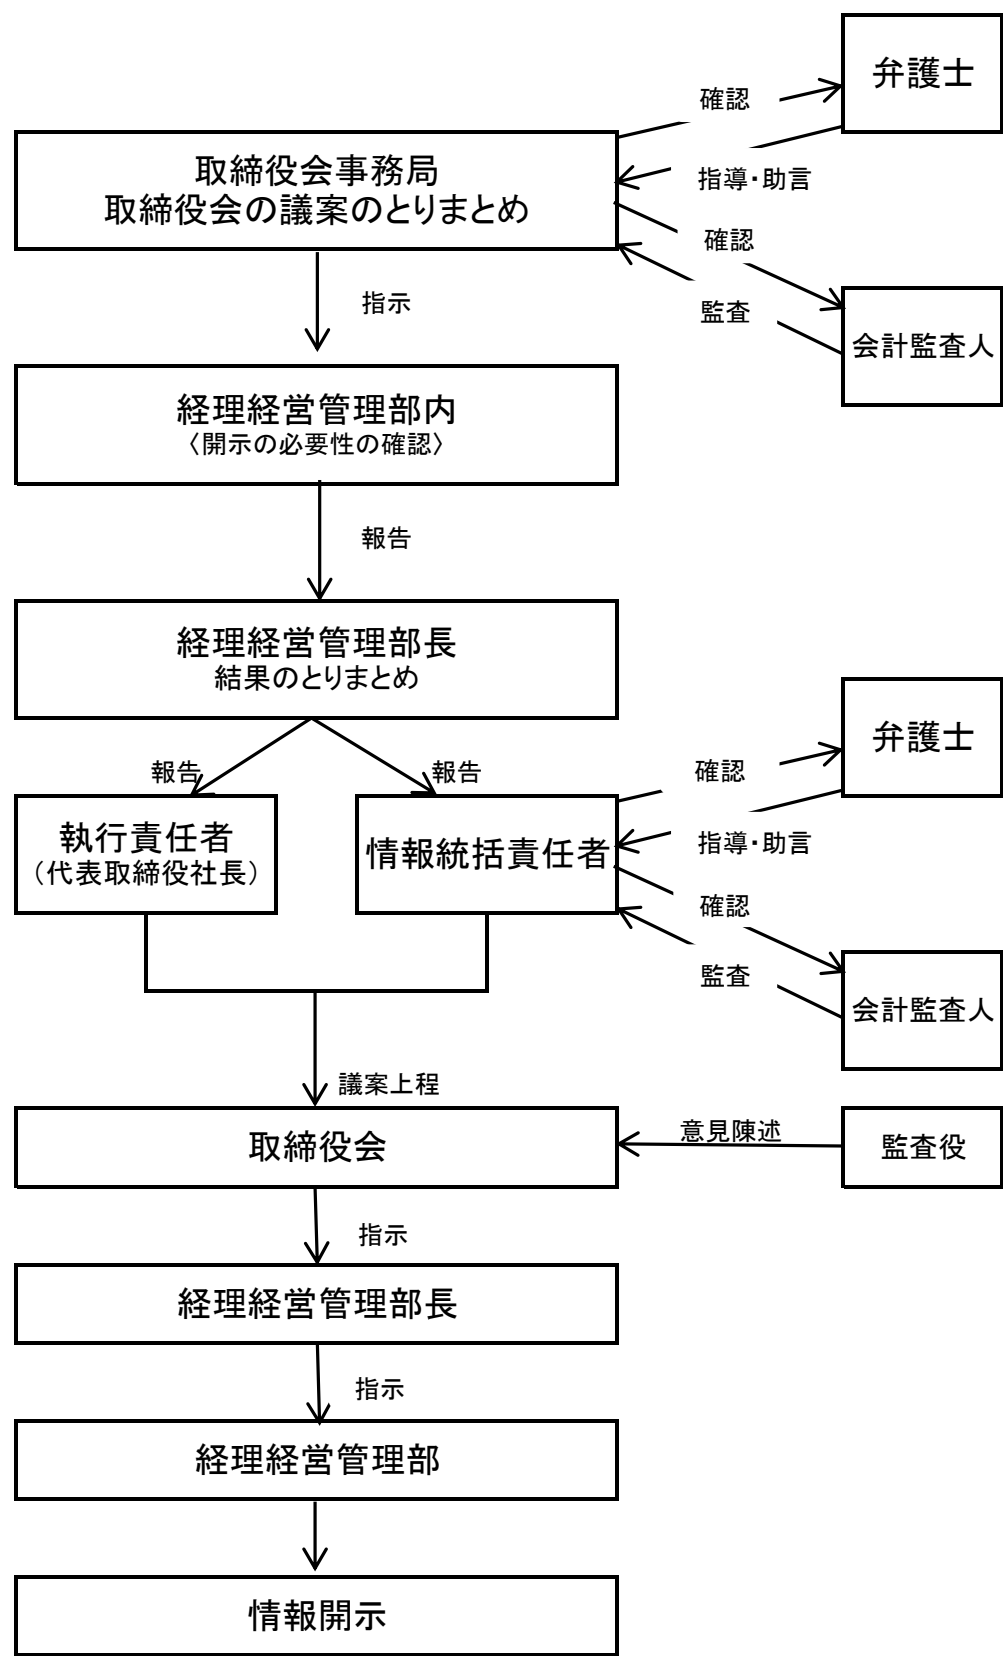 弁護士
確認
取締役会事務局
取締役会の議案のとりまとめ
指導・助言
確認
指示
監査
会計監査人
経理経営管理部内
〈開示の必要性の確認〉
報告
経理経営管理部長
結果のとりまとめ
弁護士
報告
報告
確認
執行責任者
（代表取締役社長）
情報統括責任者
指導・助言
確認
監査
会計監査人
議案上程
取締役会
意見陳述
監査役
指示
経理経営管理部長
指示
経理経営管理部
情報開示